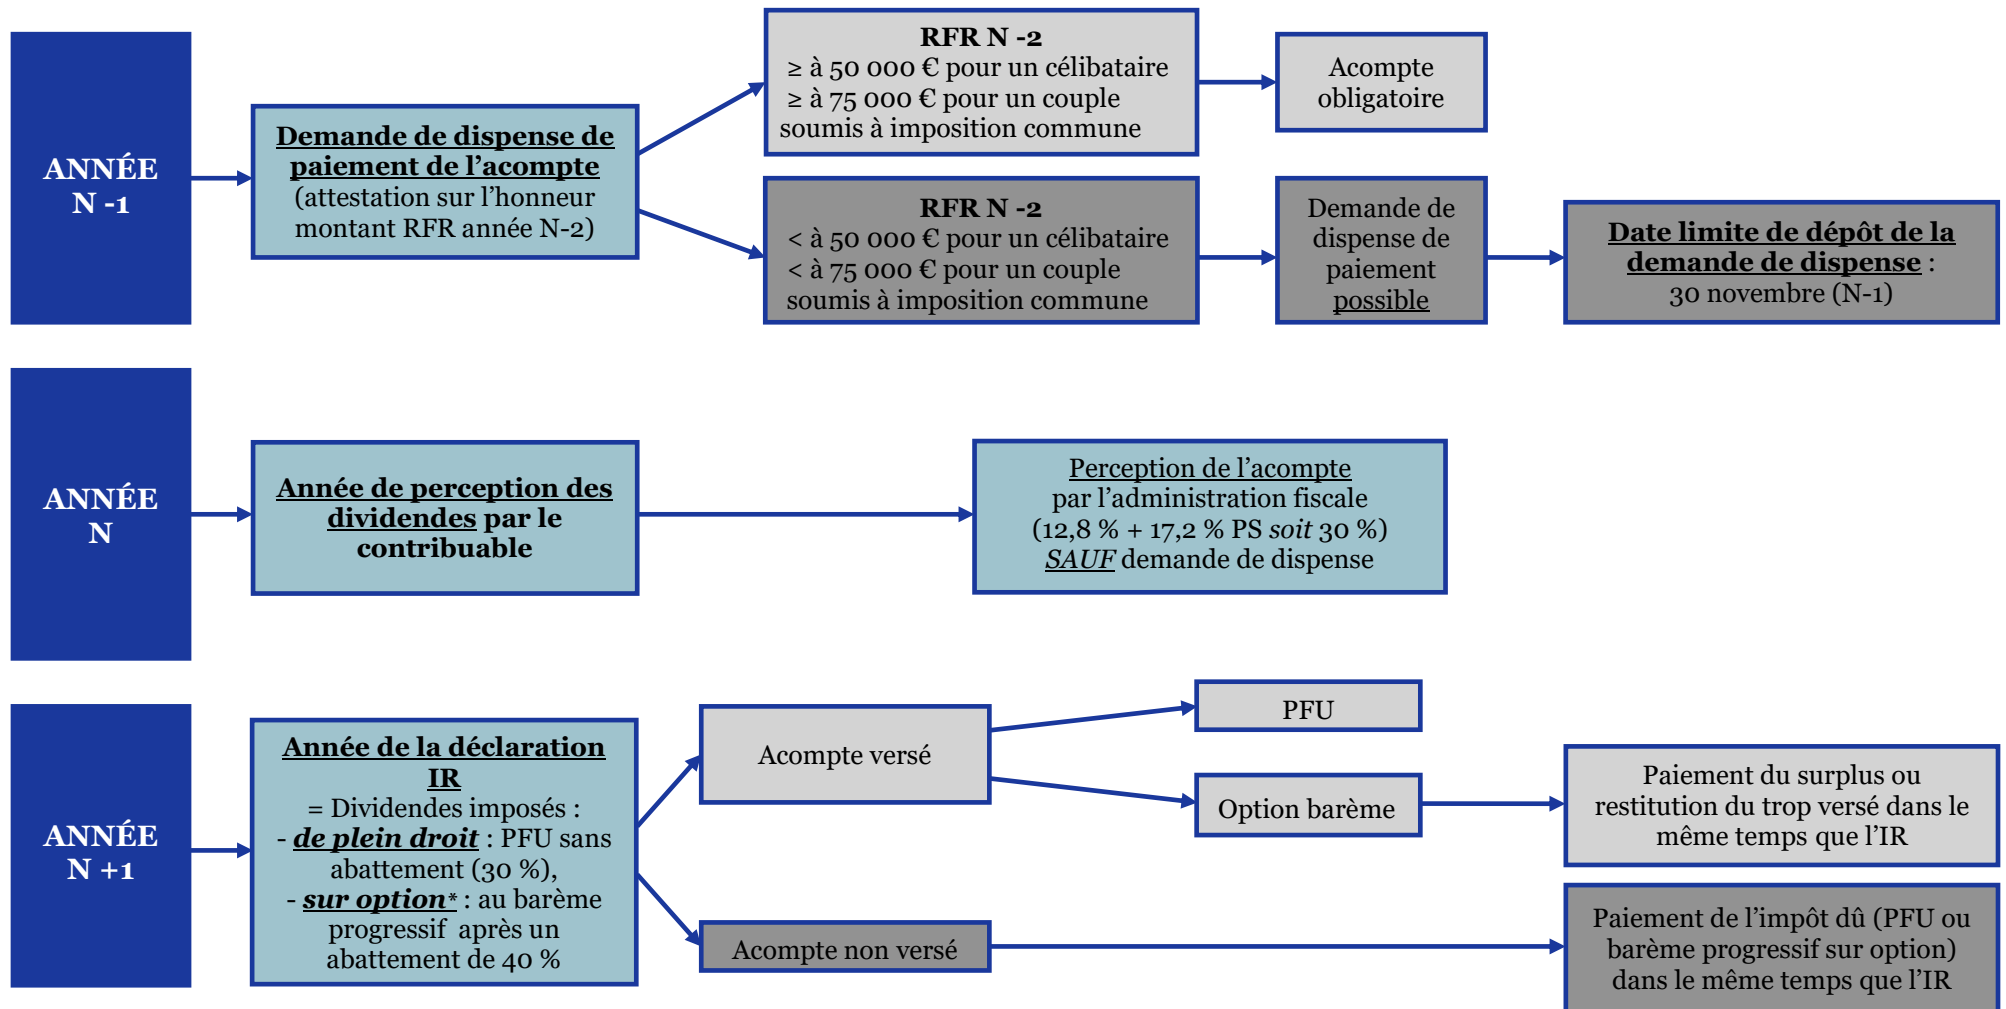 ANNÉE
N -1
Demande de dispense de
paiement de l'acompte
(attestation sur l'honneur
montant RFR année N-2)
RFR N -2
≥ à 50 000 € pour un célibataire
≥ à 75 000 € pour un couple
soumis à imposition commune
Acompte
obligatoire
RFR N -2
< à 50 000 € pour un célibataire
< à 75 000 € pour un couple
soumis à imposition commune
Demande de
dispense de
paiement
possible
Date limite de dépôt de la
demande de dispense :
30 novembre (N-1)
ANNÉE
N
Année de perception des
dividendes par le
contribuable
Perception de l'acompte
par l'administration fiscale
(12,8 % + 17,2 % PS soit 30 %)
SAUF demande de dispense
ANNÉE
N +1
Année de la déclaration
IR
= Dividendes imposés :
- de plein droit : PFU sans
abattement (30 %),
- sur option* : au barème
progressif après un
abattement de 40 %
Acompte versé
PFU
Option barème
Paiement du surplus ou
restitution du trop versé dans le
même temps que l'IR
Acompte non versé
Paiement de l'impôt dû (PFU ou
barème progressif sur option)
dans le même temps que l'IR